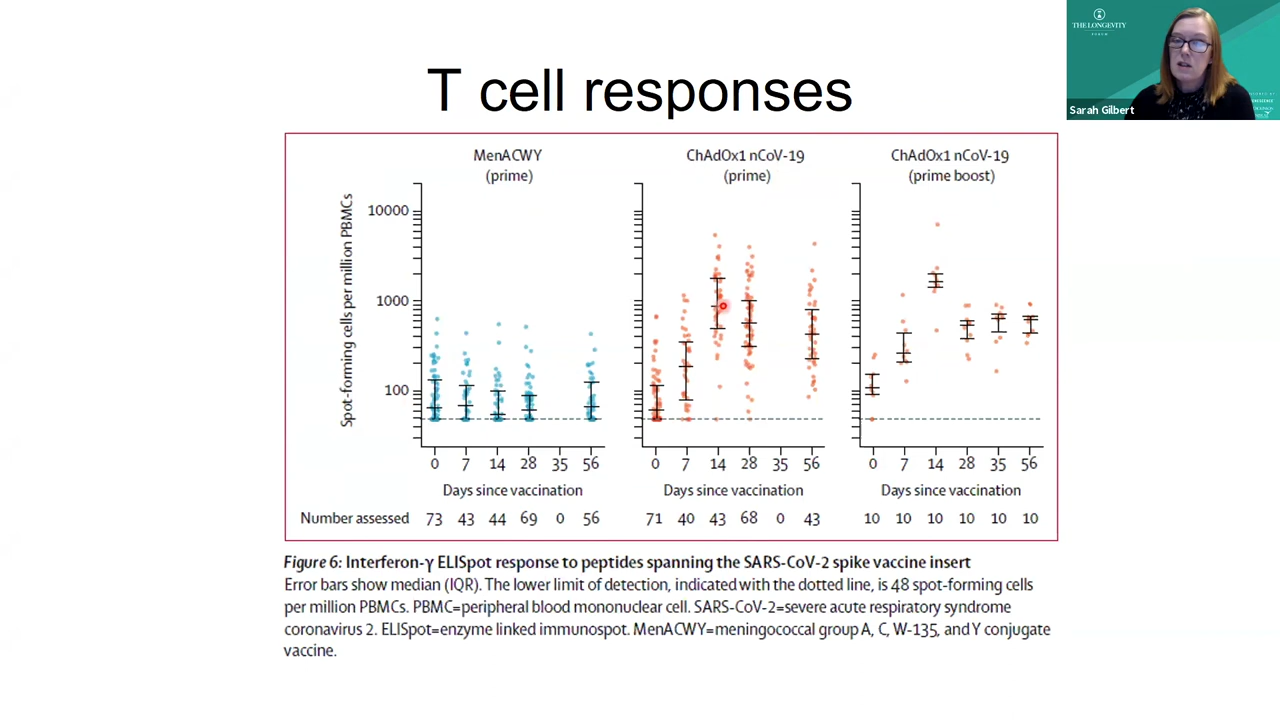 THE LONGEVITY
FORUM
Sarah Gilbert
T cell responses
MenACWY
(prime)
ChAdOx1 nCoV-19
(prime)
ChAdOx1 nCoV-19
(prime boost)
Spot-forming cells per million PBMCs
10000
1000
100
0 7 14 28 35 56
0 7 14 28 35 56
0 7 14 28 35 56
Days since vaccination
Days since vaccination
Days since vaccination
Number assessed 73 43 44 69 0 56 71 40 43 68 0 43 10 10 10 10 10 10
Figure 6: Interferon-γ ELISpot response to peptides spanning the SARS-CoV-2 spike vaccine insert
Error bars show median (IQR). The lower limit of detection, indicated with the dotted line, is 48 spot-forming cells
per million PBMCs. PBMC=peripheral blood mononuclear cell. SARS-CoV-2=severe acute respiratory syndrome
coronavirus 2. ELISpot=enzyme linked immunospot. MenACWY=meningococcal group A, C, W-135, and Y conjugate
vaccine.